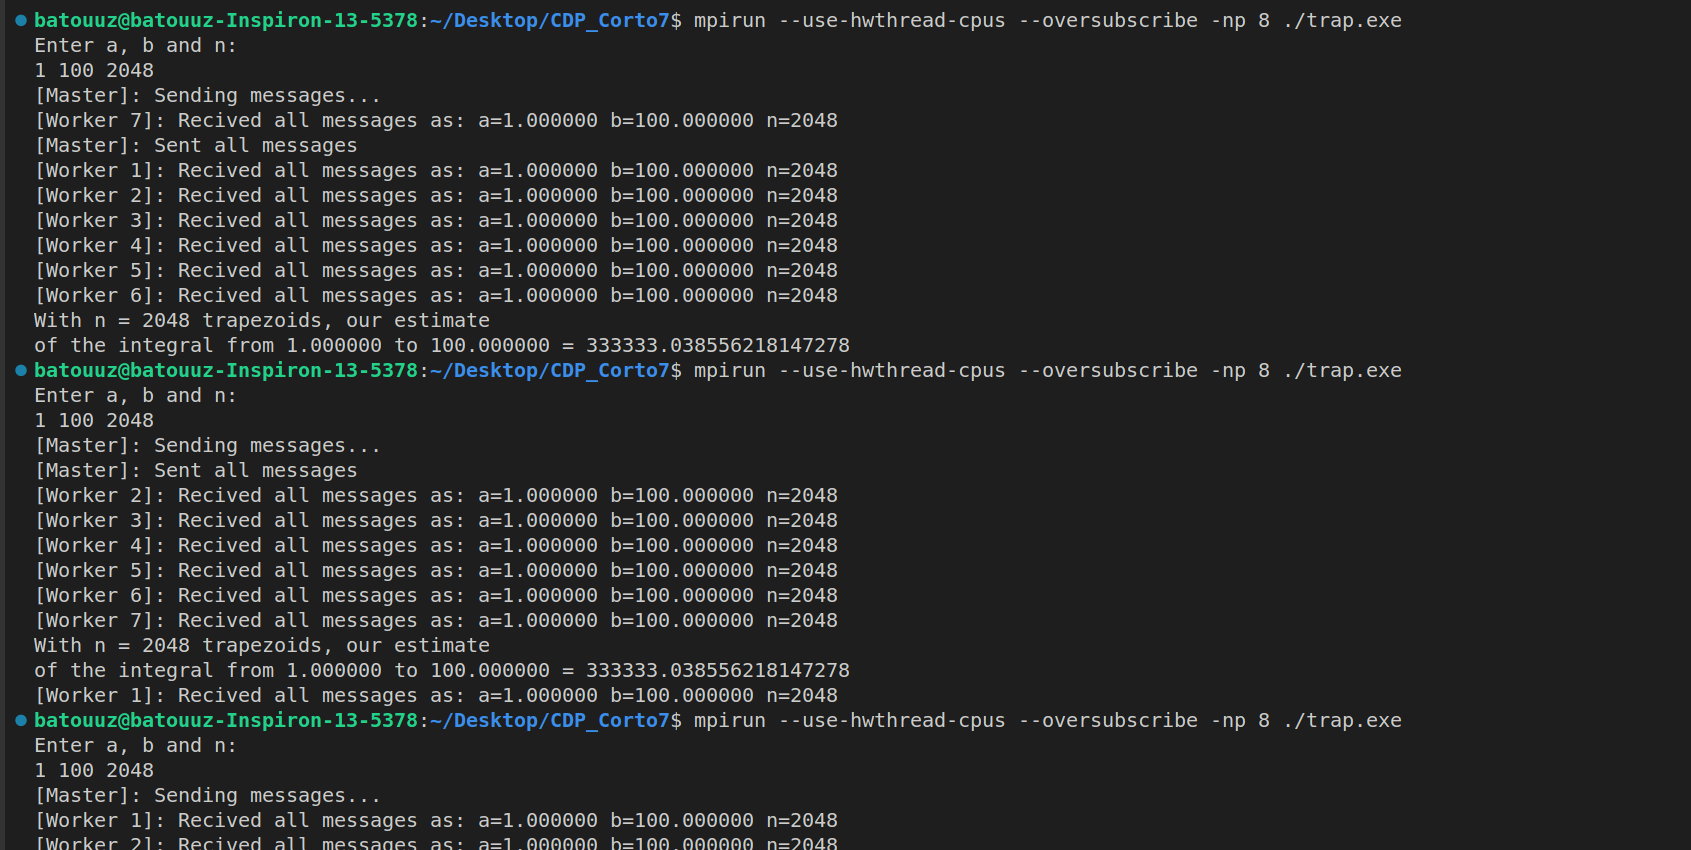 batouuz@batouuz-Inspiron-13-5378:~/Desktop/CDP_Corto7$ mpirun --use-hwthread-cpus --oversubscribe -np 8 ./trap.exe
Enter a, b and n:
1 100 2048
[Master]: Sending messages...
[Worker 7]: Recived all messages as: a=1.000000 b=100.000000 n=2048
[Master]: Sent all messages
[Worker 1]: Recived all messages as: a=1.000000 b=100.000000 n=2048
[Worker 2]: Recived all messages as: a=1.000000 b=100.000000 n=2048
[Worker 3]: Recived all messages as: a=1.000000 b=100.000000 n=2048
[Worker 4]: Recived all messages as: a=1.000000 b=100.000000 n=2048
[Worker 5]: Recived all messages as: a=1.000000 b=100.000000 n=2048
[Worker 6]: Recived all messages as: a=1.000000 b=100.000000 n=2048
With n = 2048 trapezoids, our estimate
of the integral from 1.000000 to 100.000000 = 333333.038556218147278
batouuz@batouuz-Inspiron-13-5378:~/Desktop/CDP_Corto7$ mpirun --use-hwthread-cpus --oversubscribe -np 8 ./trap.exe
Enter a, b and n:
1 100 2048
[Master]: Sending messages...
[Master]: Sent all messages
[Worker 2]: Recived all messages as: a=1.000000 b=100.000000 n=2048
[Worker 3]: Recived all messages as: a=1.000000 b=100.000000 n=2048
[Worker 4]: Recived all messages as: a=1.000000 b=100.000000 n=2048
[Worker 5]: Recived all messages as: a=1.000000 b=100.000000 n=2048
[Worker 6]: Recived all messages as: a=1.000000 b=100.000000 n=2048
[Worker 7]: Recived all messages as: a=1.000000 b=100.000000 n=2048
With n = 2048 trapezoids, our estimate
of the integral from 1.000000 to 100.000000 = 333333.038556218147278
[Worker 1]: Recived all messages as: a=1.000000 b=100.000000 n=2048
batouuz@batouuz-Inspiron-13-5378:~/Desktop/CDP_Corto7$ mpirun --use-hwthread-cpus --oversubscribe -np 8 ./trap.exe
Enter a, b and n:
1 100 2048
[Master]: Sending messages...
[Worker 1]: Recived all messages as: a=1.000000 b=100.000000 n=2048
[Worker 2]: Recived all messages as: a=1.000000 b=100.000000 n=2048